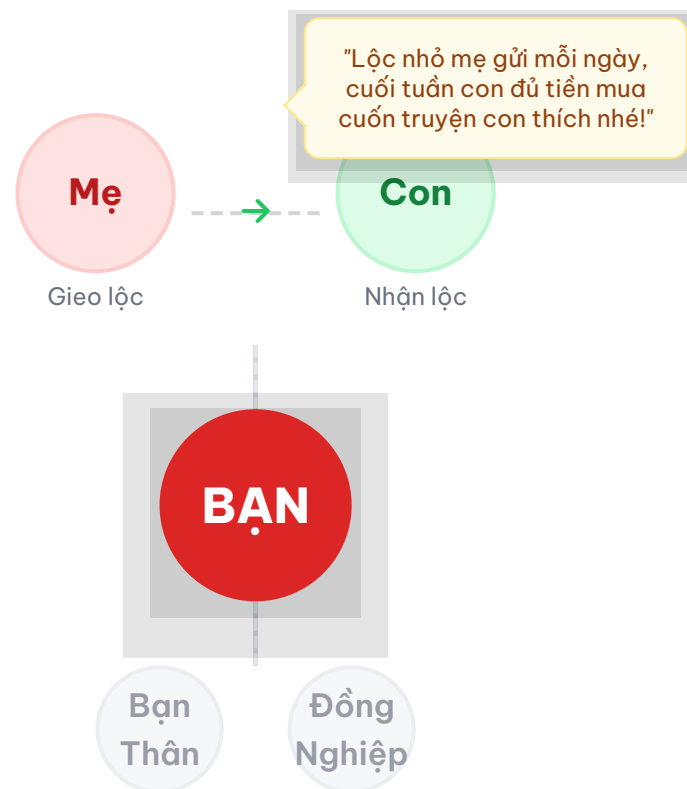 "Lộc nhỏ mẹ gửi mỗi ngày,
cuối tuần con đủ tiền mua
cuốn truyện con thích nhé!"
Mẹ
Con
Gieo lộc
Nhận lộc
BẠN
Bạn
Thân
Đồng
Nghiệp